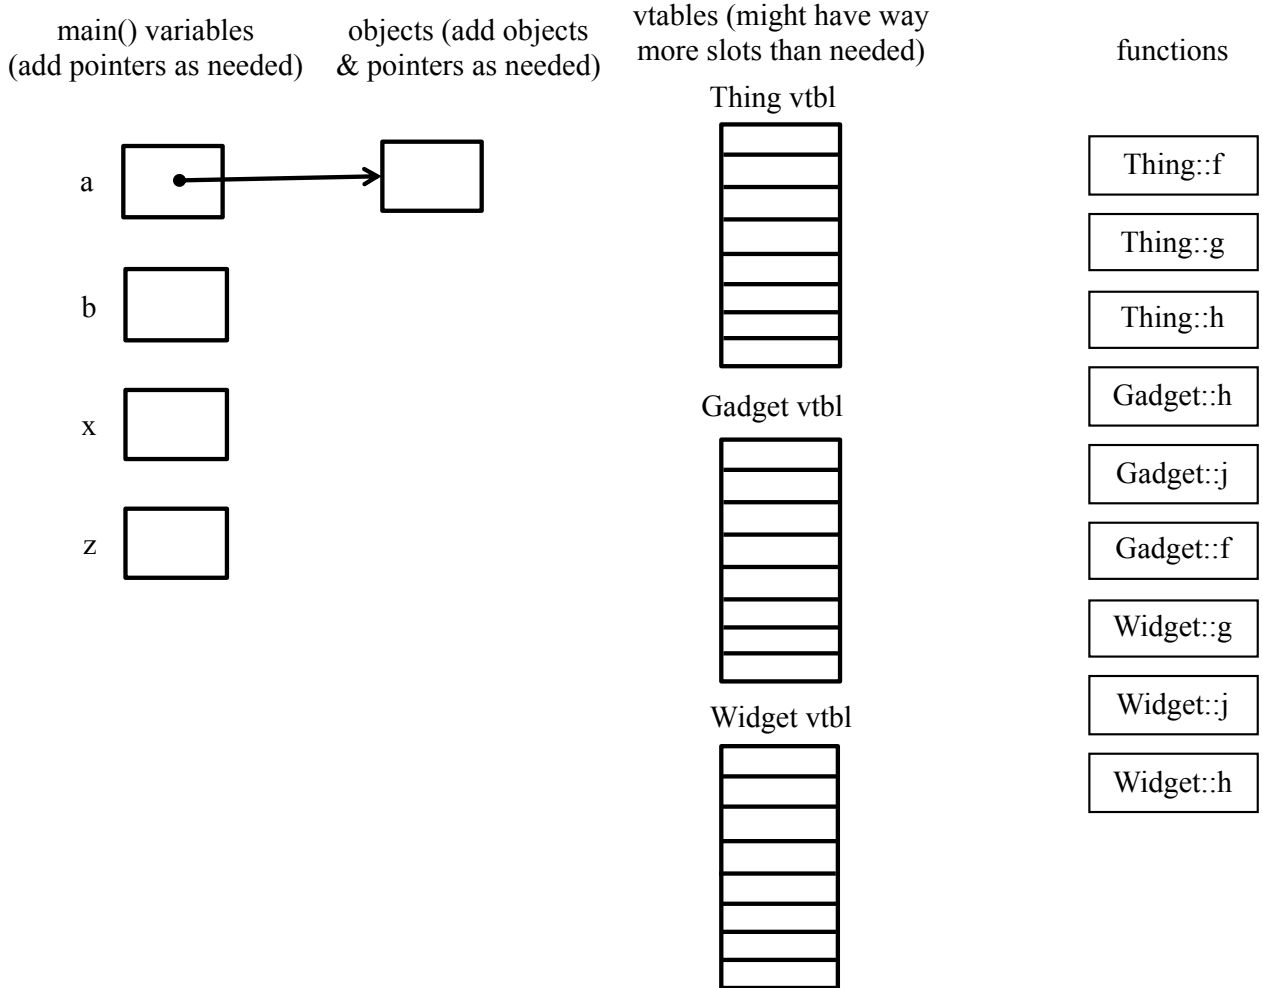 main() variables
(add pointers as needed)
objects (add objects
& pointers as needed)
vtables (might have way
more slots than needed)
functions
Thing vtbl
a
b
x
z
Gadget vtbl
Widget vtbl
Thing::f
Thing::g
Thing::h
Gadget::h
Gadget::j
Gadget::f
Widget::g
Widget::j
Widget::h